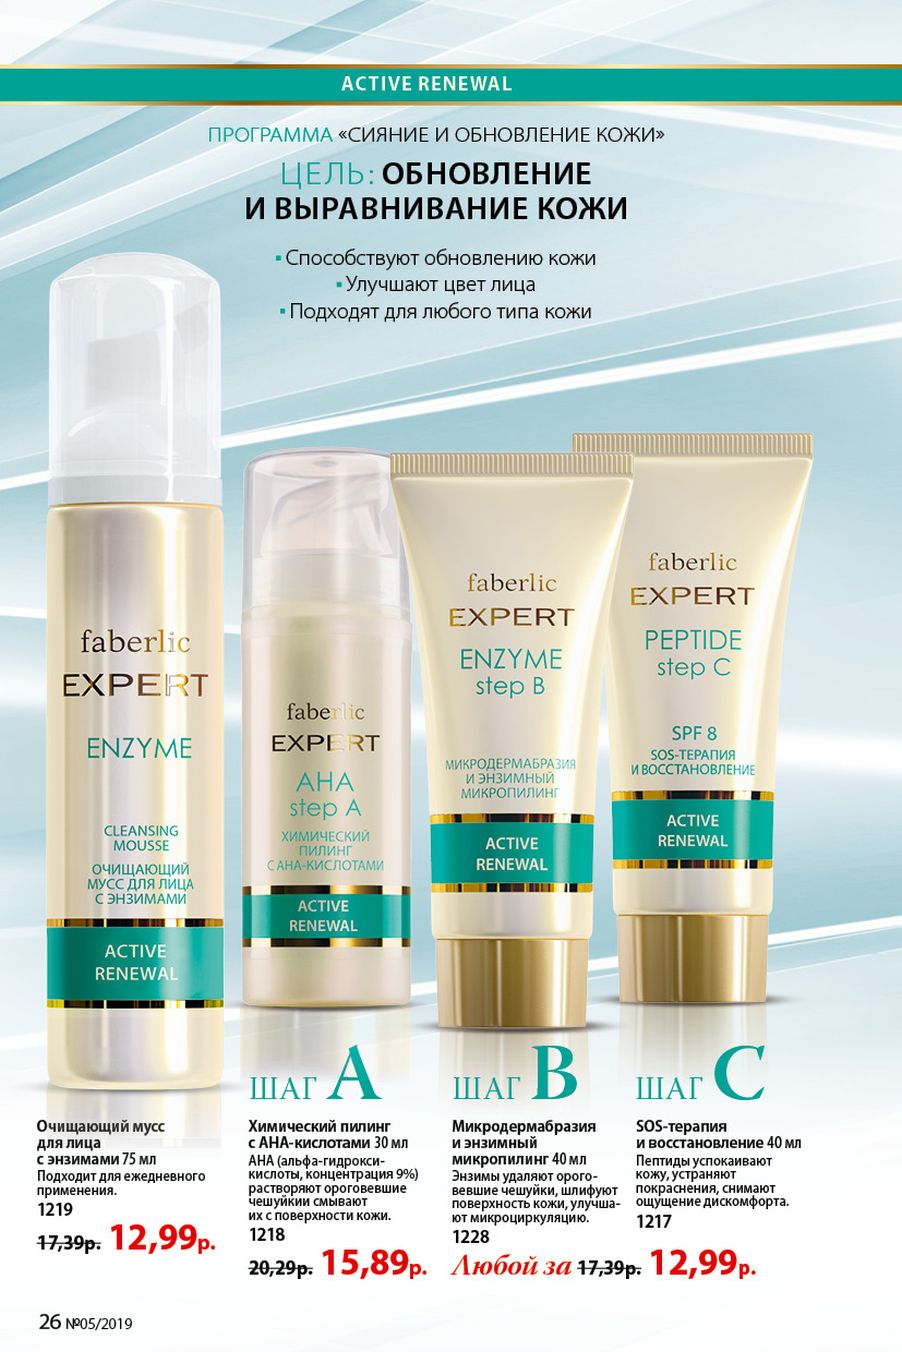 ACTIVE RENEWAL
ПРОГРАММА «СИЯНИЕ И ОБНОВЛЕНИЕ КОЖИ»
ЦЕЛЬ: ОБНОВЛЕНИЕ
И ВЫРАВНИВАНИЕ КОЖИ
▪ Способствуют обновлению кожи
▪ Улучшают цвет лица
▪ Подходят для любого типа кожи
faberlic
EXPERT
ENZYME
CLEANSING
MOUSSE
ОЧИЩАЮЩИЙ
МУСС ДЛЯ ЛИЦА
С ЭНЗИМАМИ
ACTIVE
RENEWAL
faberlic
EXPERT
AHA
step A
ХИМИЧЕСКИЙ
ПИЛИНГ
С АНА-КИСЛОТАМИ
ACTIVE
RENEWAL
faberlic
EXPERT
ENZYME
step B
МИКРОДЕРМАБРАЗИЯ
И ЭНЗИМНЫЙ
МИКРОПИЛИНГ
ACTIVE
RENEWAL
faberlic
EXPERT
PEPTIDE
step C
SPF 8
SOS-ТЕРАПИЯ
И ВОССТАНОВЛЕНИЕ
ACTIVE
RENEWAL
Очищающий мусс
для лица
с энзимами 75 мл
Подходит для ежедневного
применения.
1219
17,39р. 12,99р.
ШАГ A
Химический пилинг
с АНА-кислотами 30 мл
АНА (альфа-гидрокси-
кислоты, концентрация 9%)
растворяют ороговевшие
чешуйкии смывают
их с поверхности кожи.
1218
20,29р. 15,89р.
ШАГ B
Микродермабразия
и энзимный
микропилинг 40 мл
Энзимы удаляют орого-
вевшие чешуйки, шлифуют
поверхность кожи, улучша-
ют микроциркуляцию.
1228
ШАГ C
SOS-терапия
и восстановление 40 мл
Пептиды успокаивают
кожу, устраняют
покраснения, снимают
ощущение дискомфорта.
1217
Любой за 17,39р. 12,99р.
26 №05/2019